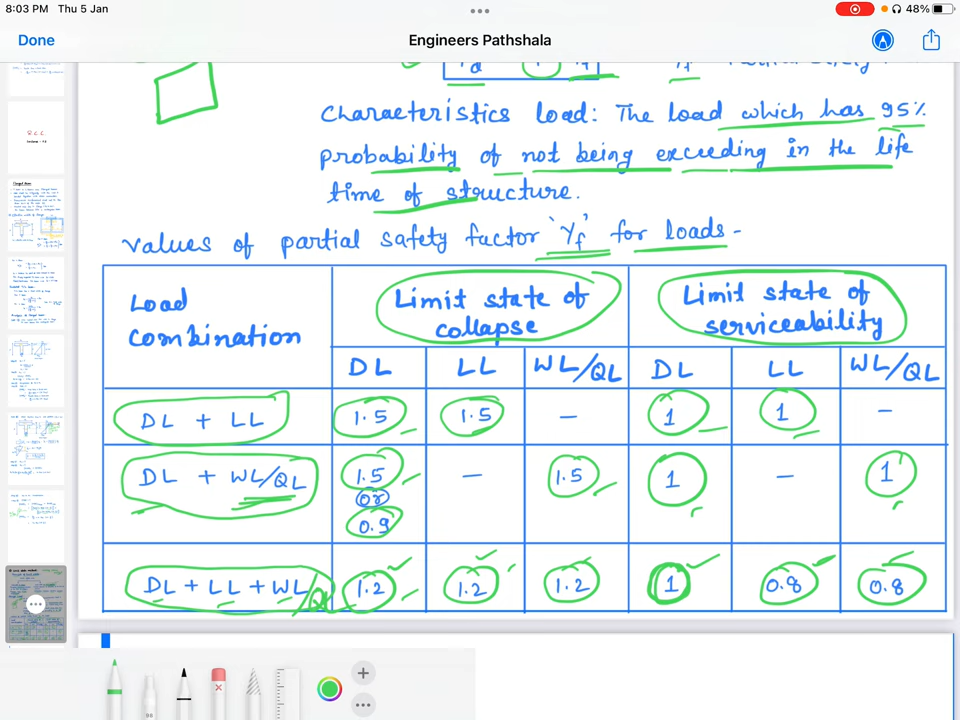 8:03 PM Thu 5 Jan
48%
Done
Engineers Pathshala
Characteristics load: The load which has 95%
probability of not being exceeding in the life
time of structure.
Values of partial safety factor 'γf' for loads -
Load Combination | Limit state of collapse | Limit state of serviceability
DL LL WL/QL DL LL WL/QL
DL + LL 1.5 1.5 - 1 1 -
DL + WL/QL 1.5 or 0.9 - 1.5 1 - 1
DL + LL + WL/QL 1.2 1.2 1.2 1 0.8 0.8